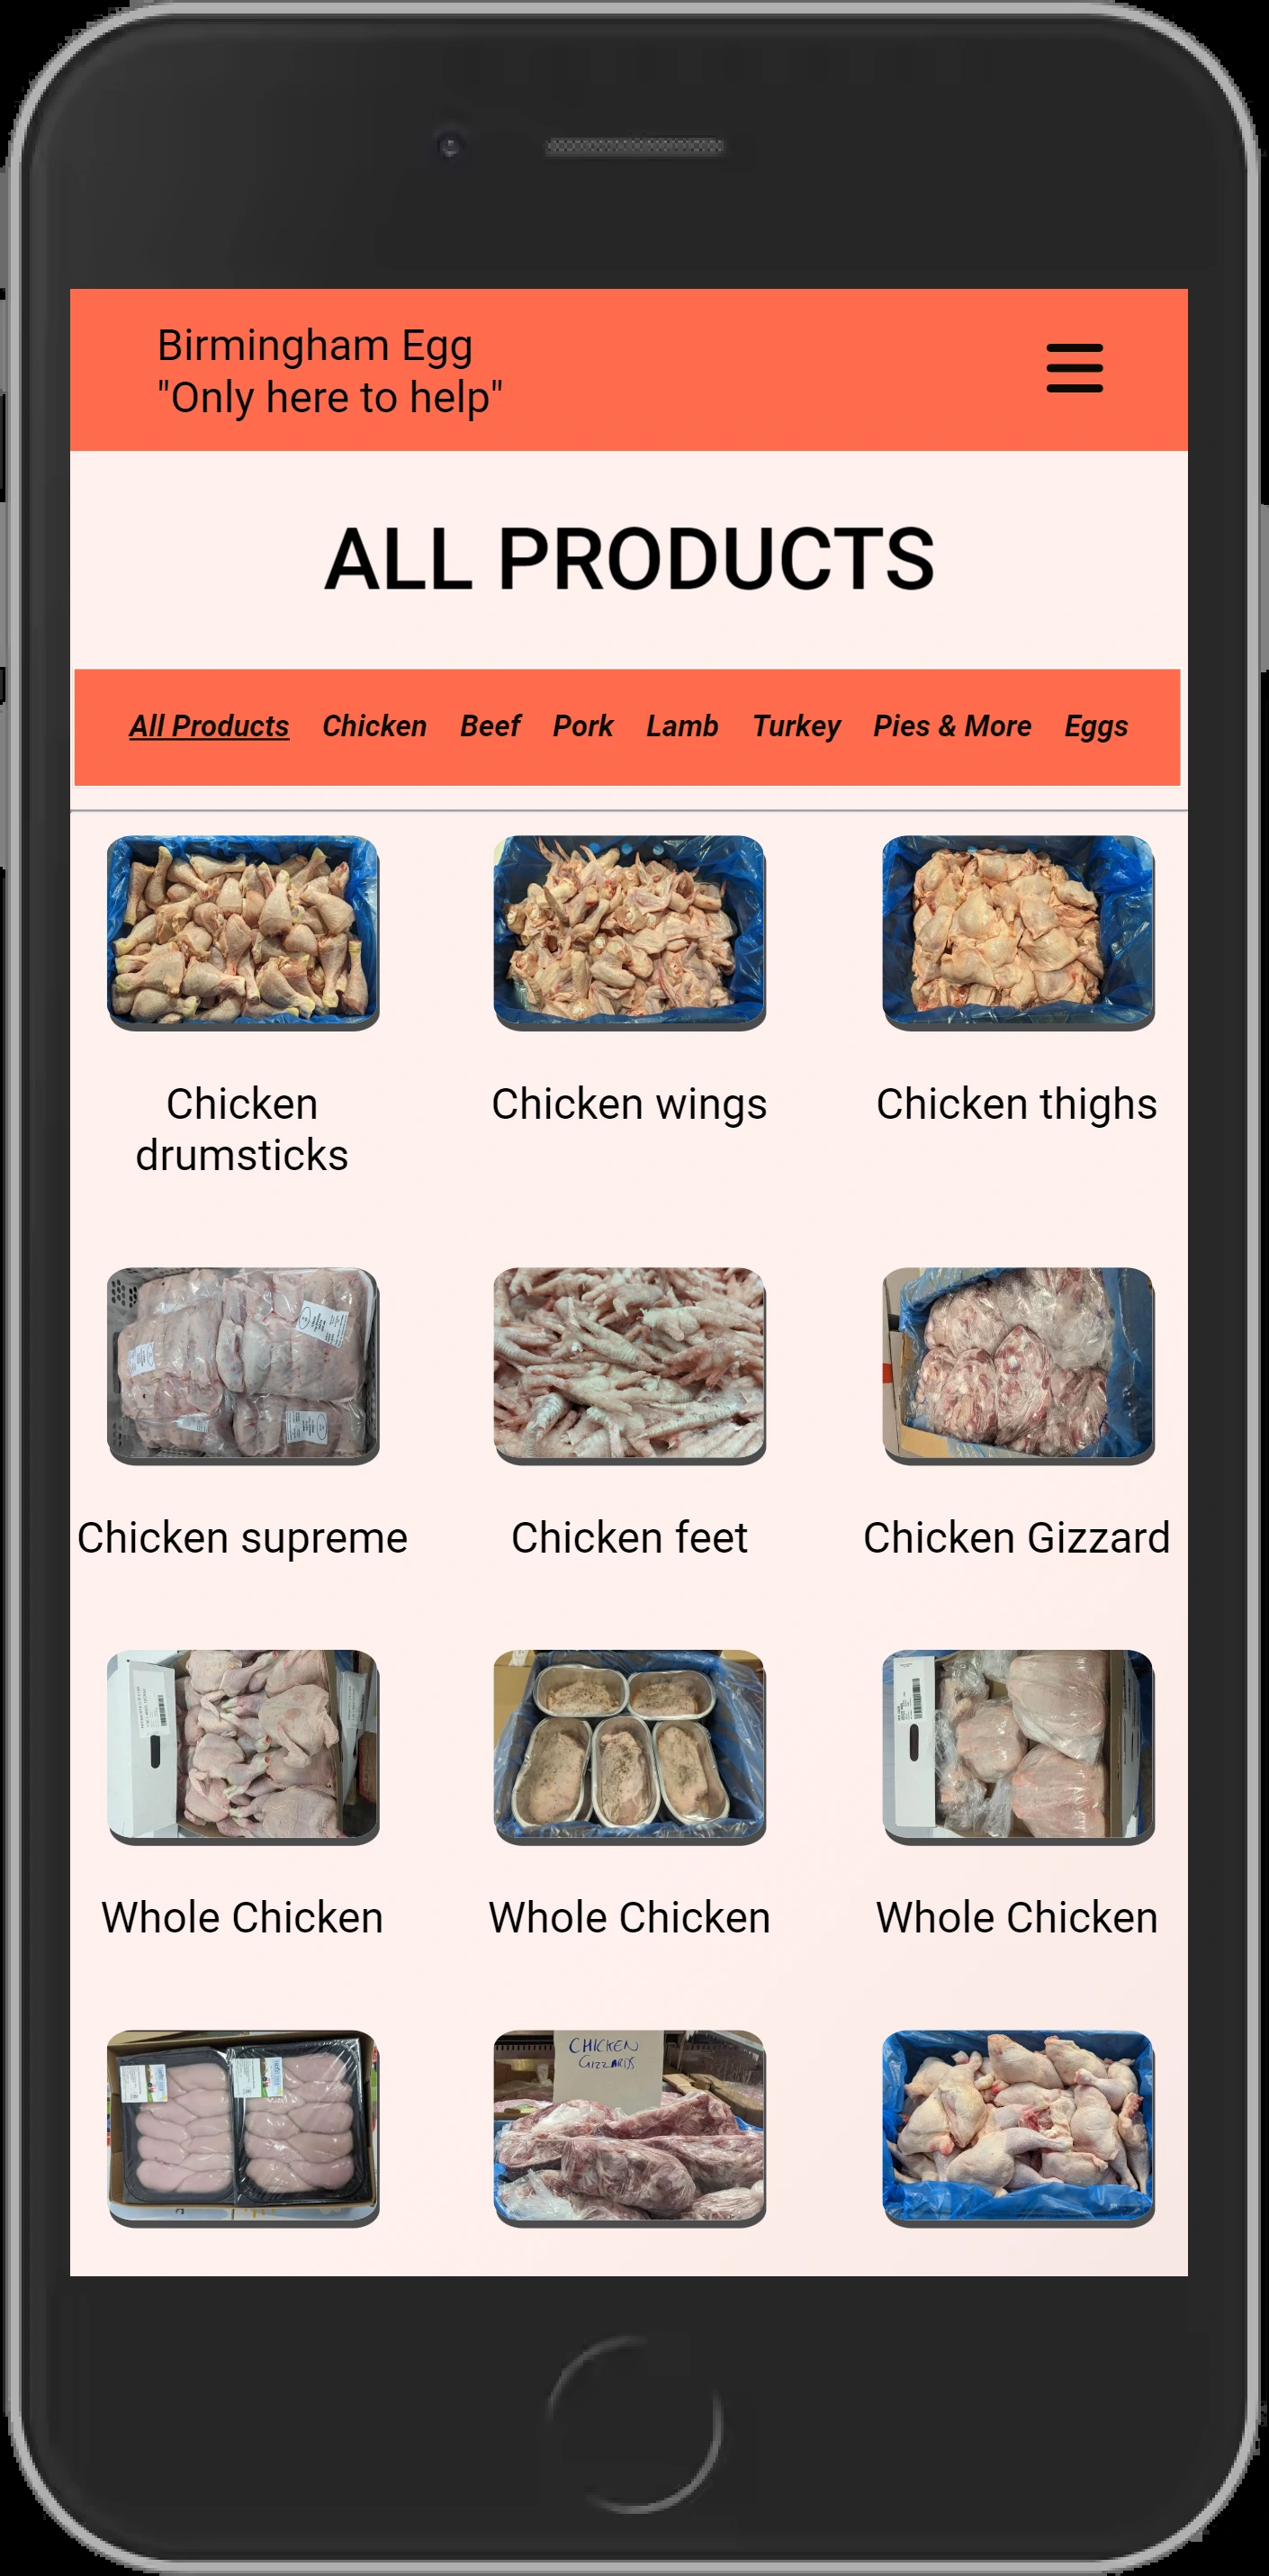 Birmingham Egg
"Only here to help"
ALL PRODUCTS
All Products Chicken Beef Pork Lamb Turkey Pies & More Eggs
Chicken
drumsticks
Chicken wings
Chicken thighs
Chicken supreme
Chicken feet
Chicken Gizzard
Whole Chicken
Whole Chicken
Whole Chicken
CHICKEN
GIZZARDS